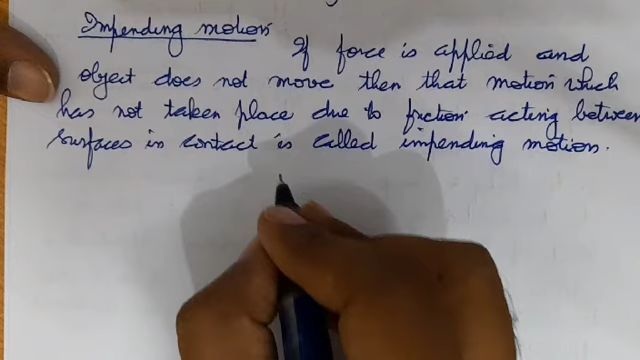 Impending motion
If force is applied and
object does not move then that motion which
has not taken place due to friction acting between
surfaces in contact is called impending motion.